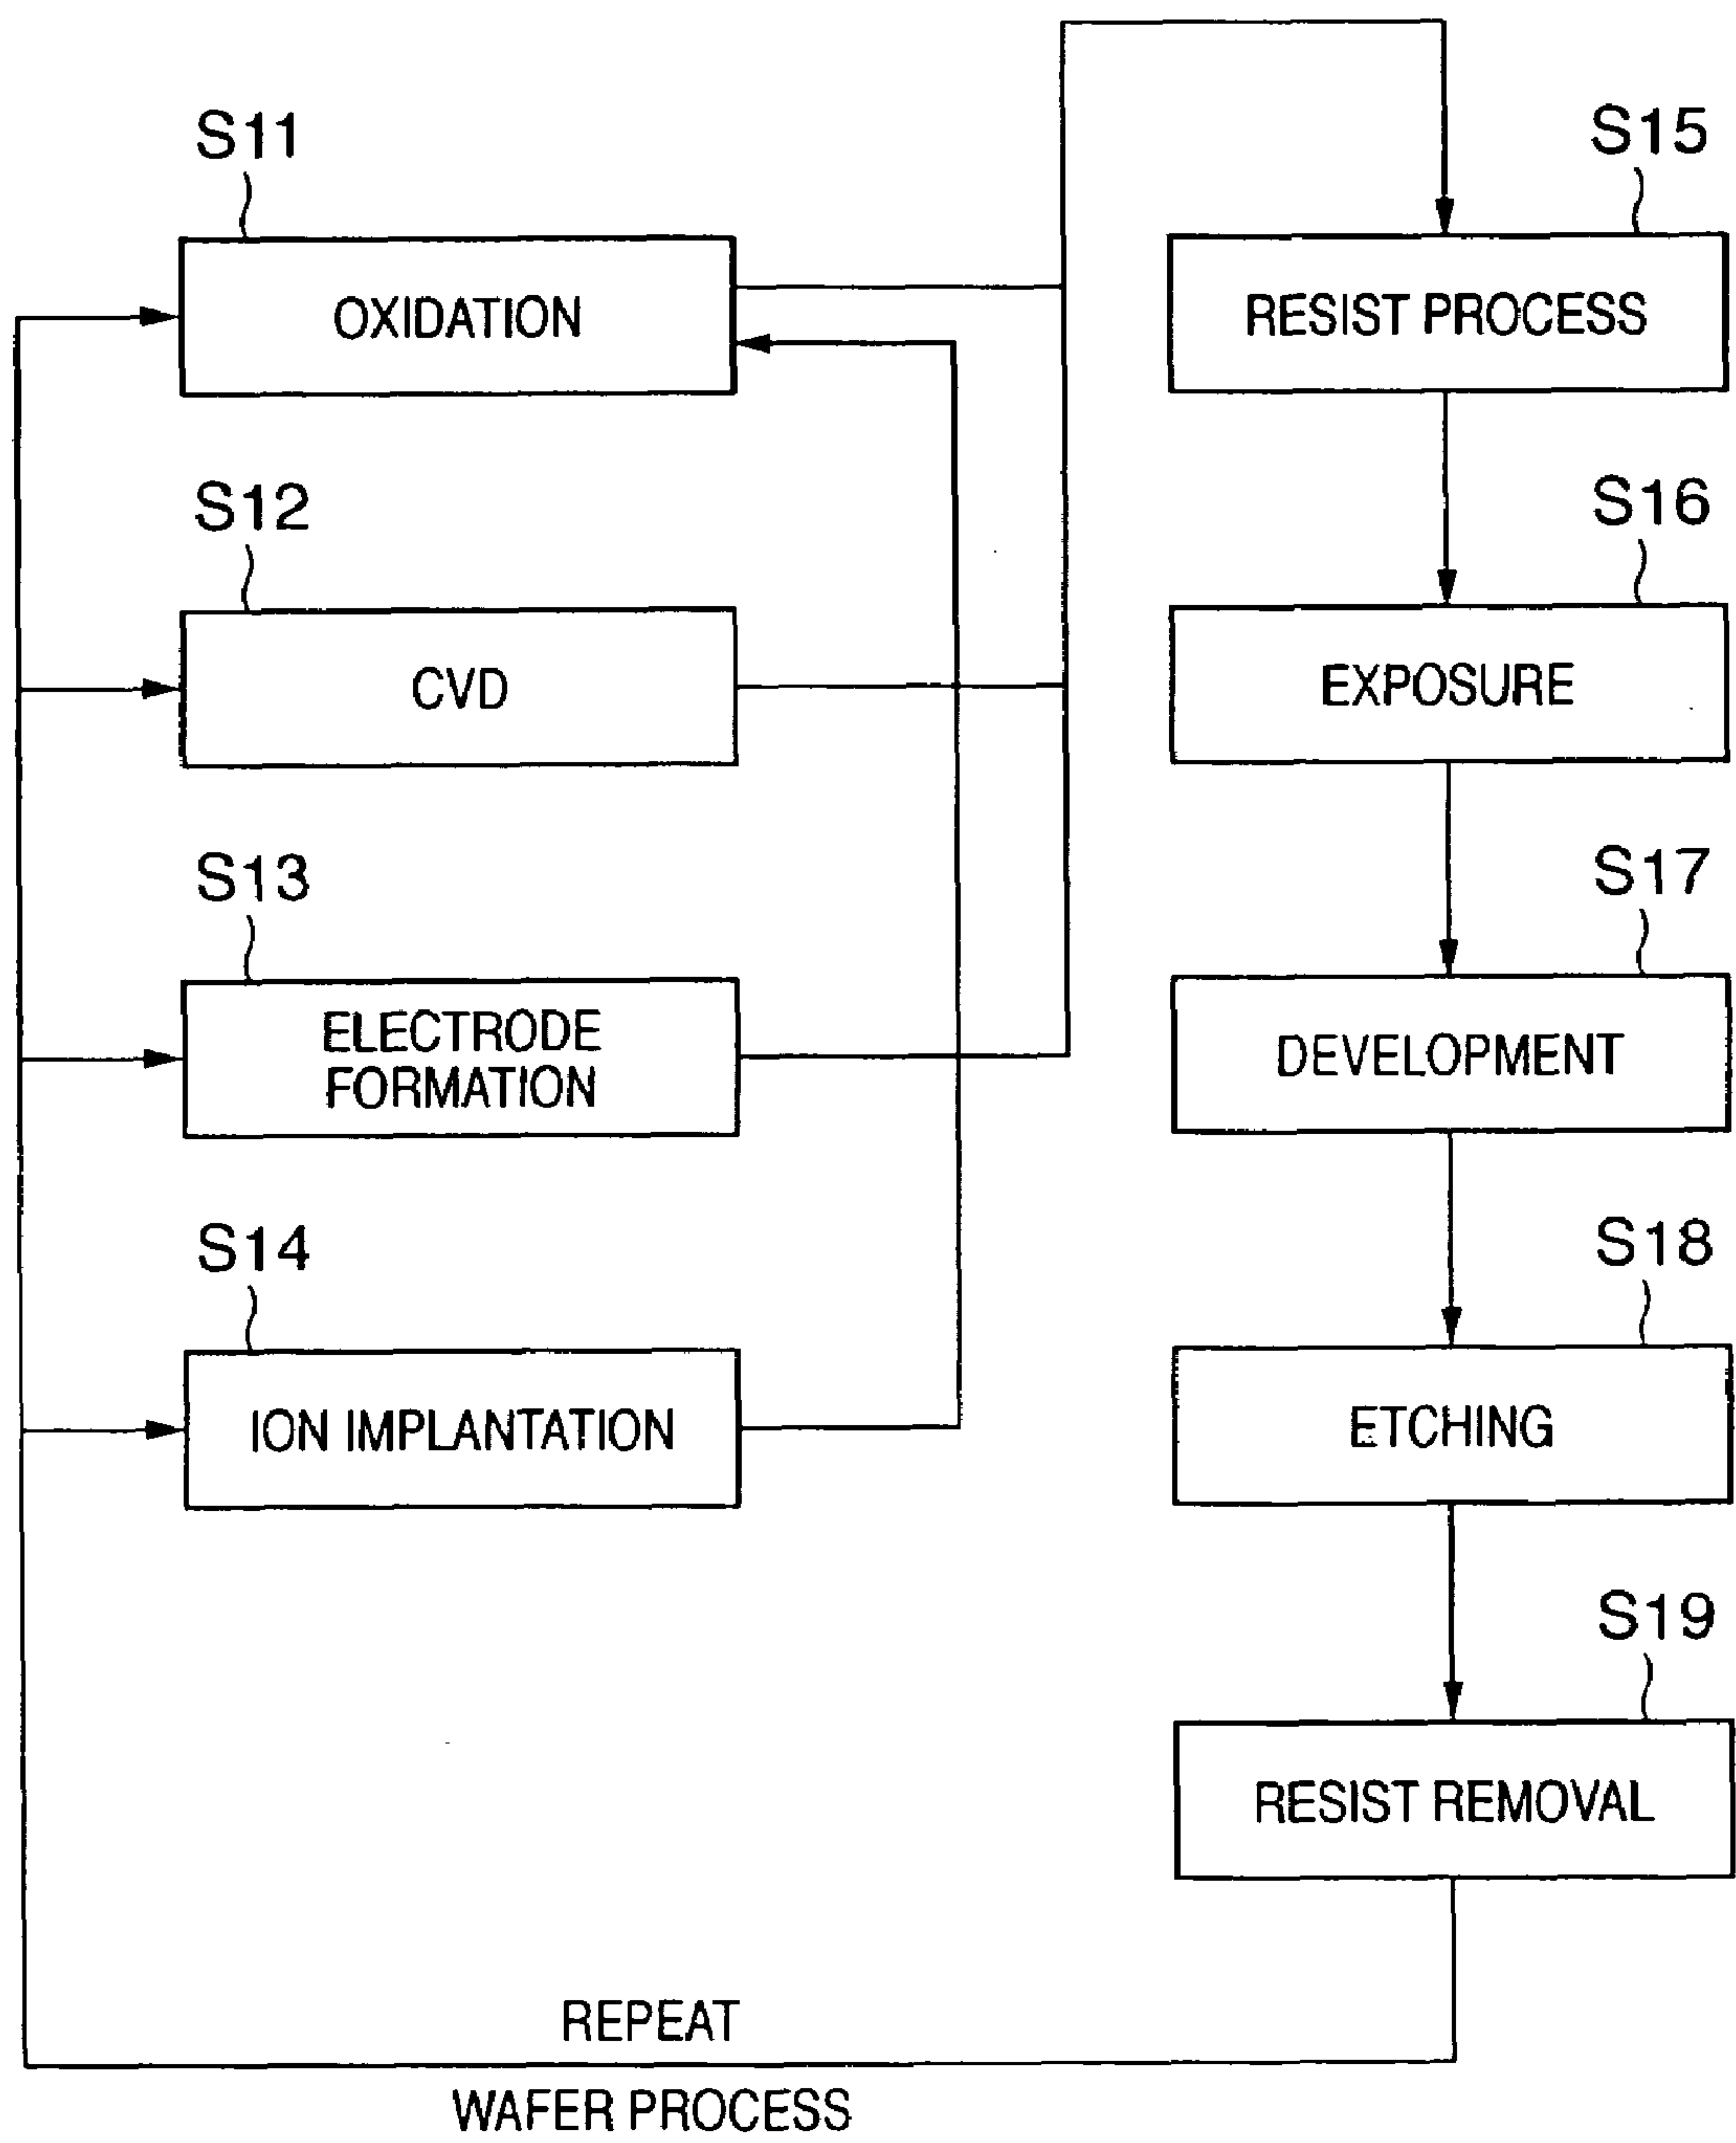 S11
OXIDATION
S12
CVD
S13
ELECTRODE
FORMATION
S14
ION IMPLANTATION
S15
RESIST PROCESS
S16
EXPOSURE
S17
DEVELOPMENT
S18
ETCHING
S19
RESIST REMOVAL
REPEAT
WAFER PROCESS